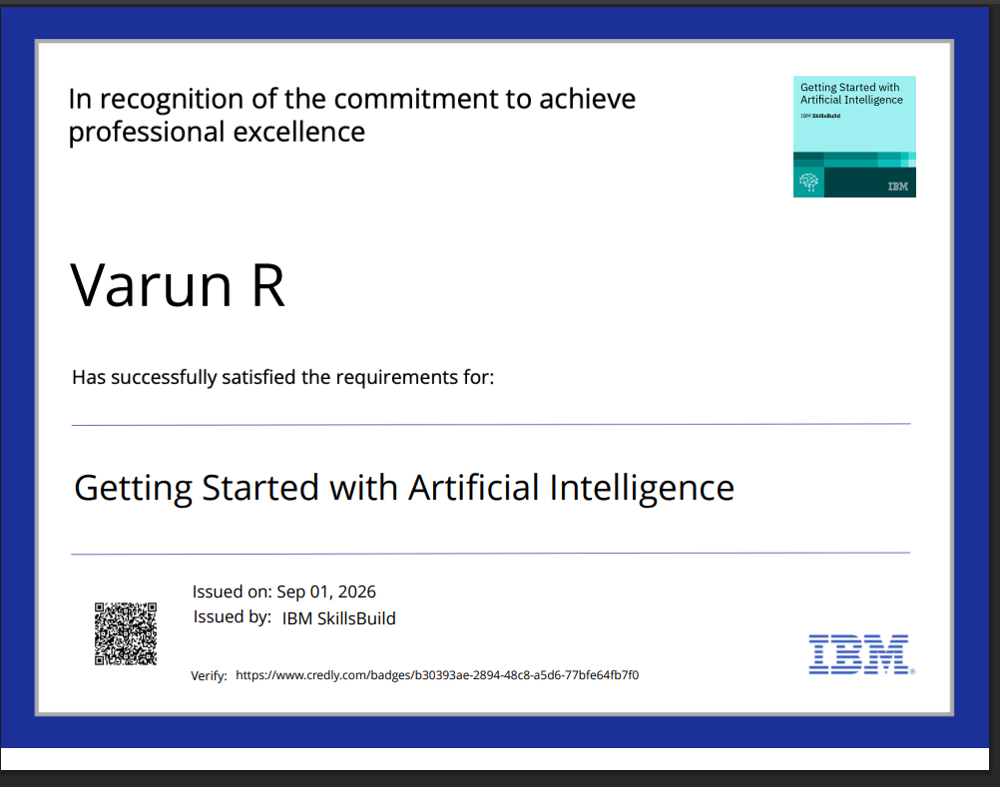 In recognition of the commitment to achieve
professional excellence
Getting Started with
Artificial Intelligence
IBM SkillsBuild
IBM
Varun R
Has successfully satisfied the requirements for:
Getting Started with Artificial Intelligence
Issued on: Sep 01, 2026
Issued by: IBM SkillsBuild
Verify: https://www.credly.com/badges/b30393ae-2894-48c8-a5d6-77bfe64fb7f0
IBM®